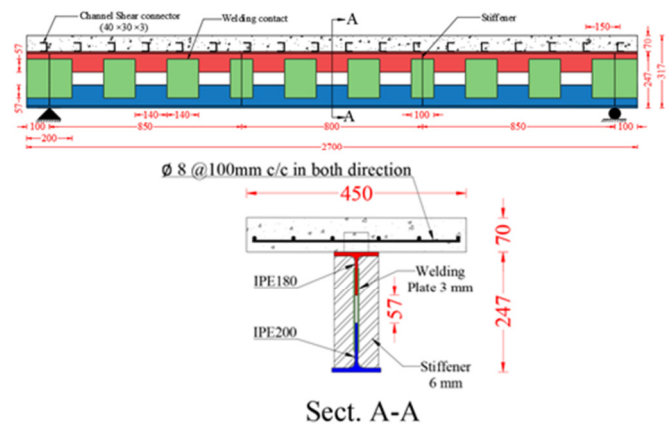 Channel Shear connector
(40 ×30 ×3)
Welding contact
A
Stiffener
150
57
70
317
247
57
140
140
A
100
100
850
800
850
100
200
2700
Ø 8 @100mm c/c in both direction
450
70
IPE180
Welding
Plate 3 mm
57
247
IPE200
Stiffener
6 mm
Sect. A-A